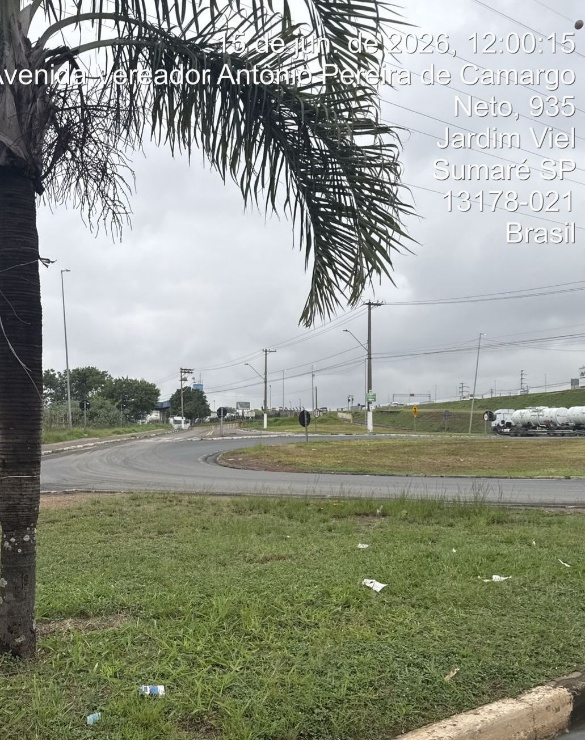 15 de jun. de 2026, 12:00:15
Avenida Vereador Antonio Pereira de Camargo
Neto, 935
Jardim Viel
Sumaré SP
13178-021
Brasil